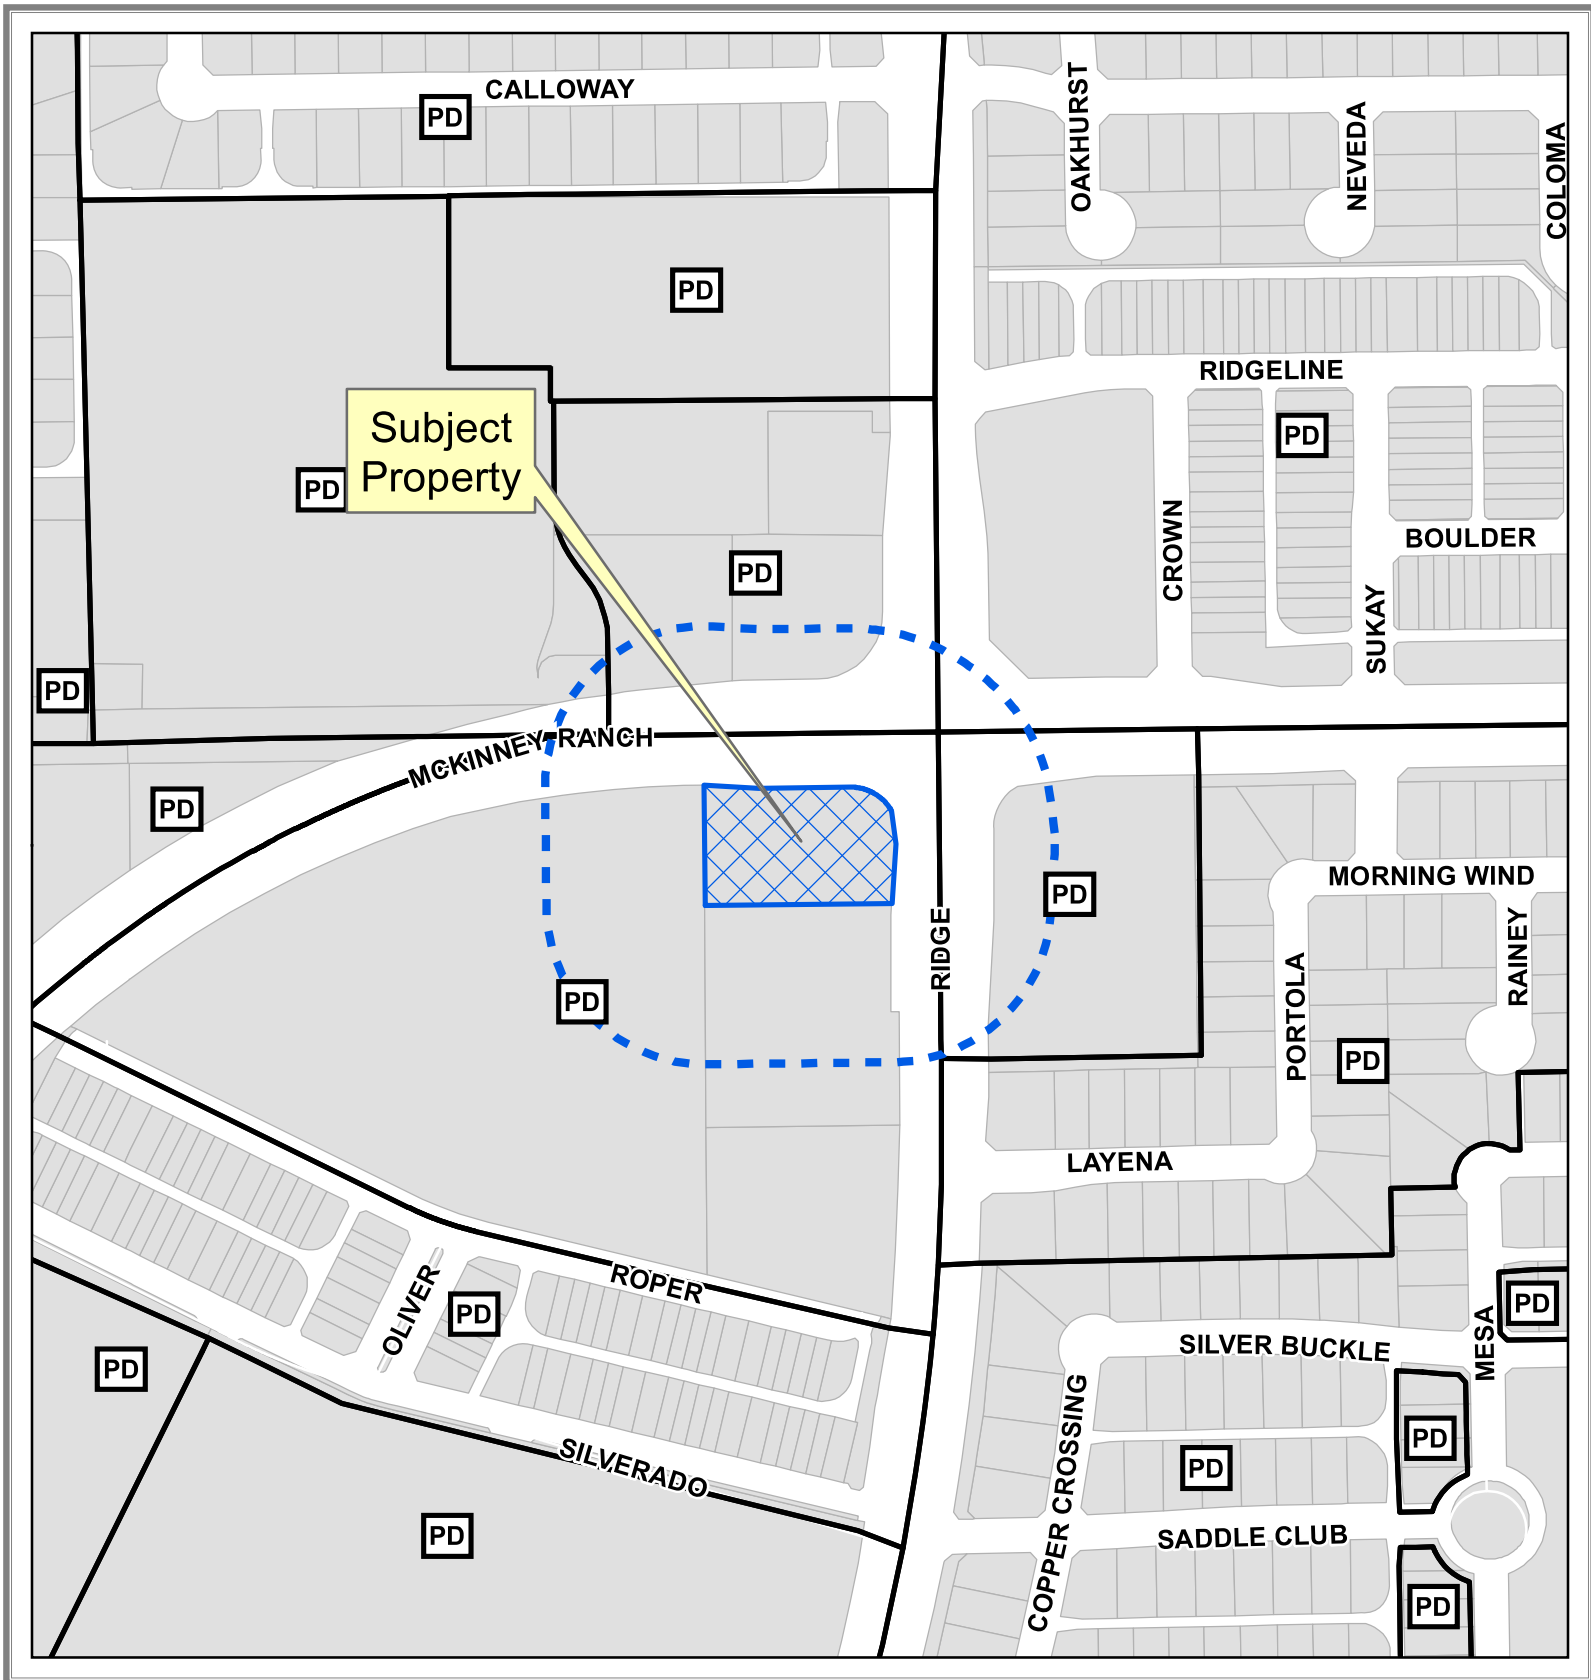 CALLOWAY
PD
OAKHURST
NEVEDA
COLOMA
PD
RIDGELINE
PD
Subject
Property
PD
CROWN
BOULDER
PD
SUKAY
PD
MCKINNEY RANCH
PD
MORNING WIND
PD
RIDGE
RAINEY
PORTOLA
PD
PD
LAYENA
ROPER
OLIVER
PD
PD
MESA
SILVER BUCKLE
PD
COPPER CROSSING
PD
PD
SILVERADO
PD
SADDLE CLUB
PD